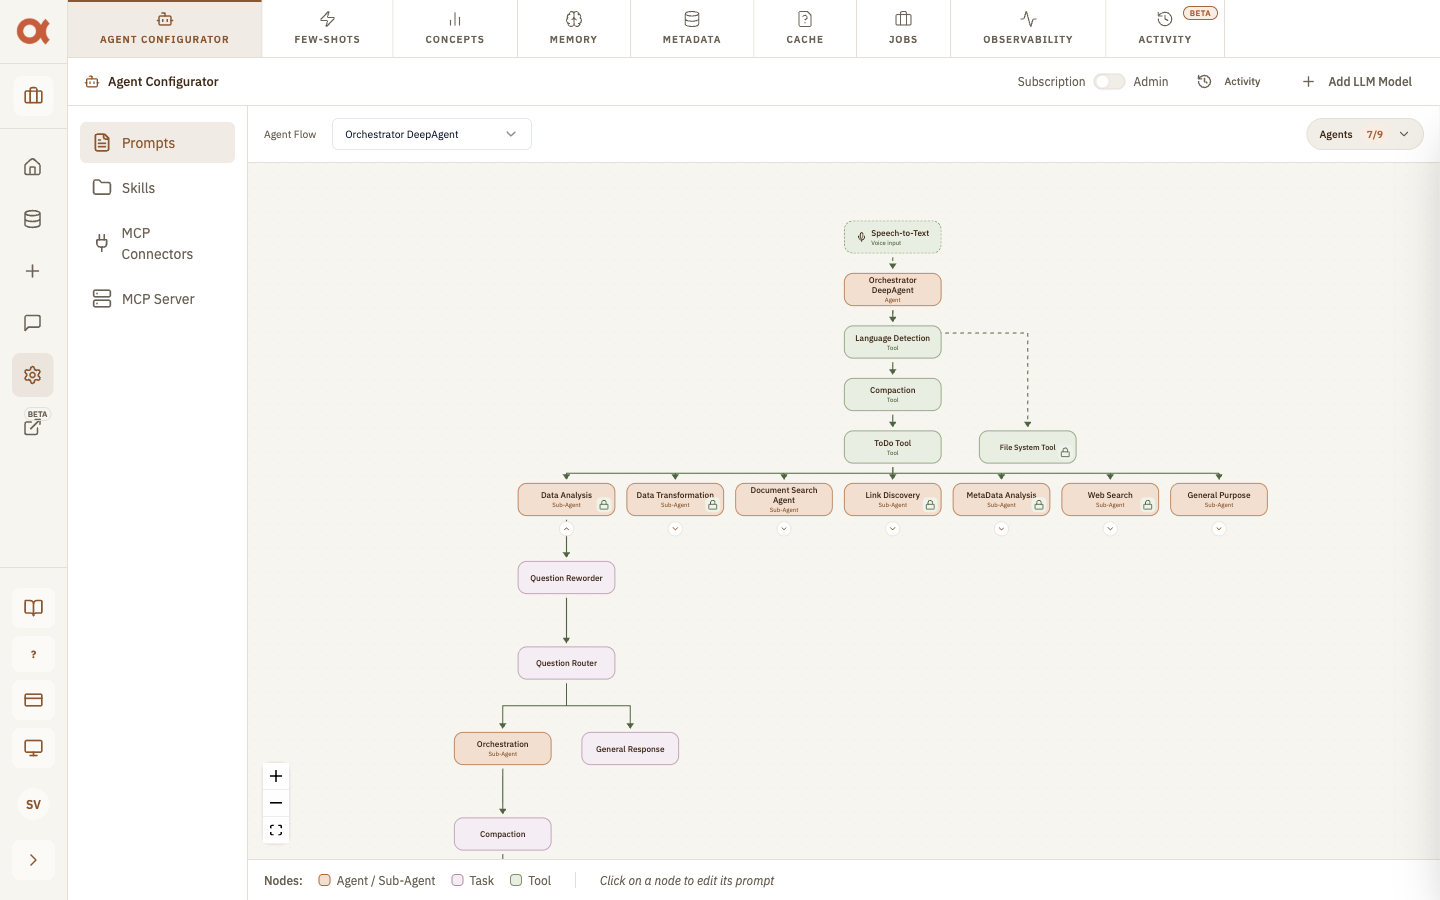 AGENT CONFIGURATOR
FEW-SHOTS
CONCEPTS
MEMORY
METADATA
CACHE
JOBS
OBSERVABILITY
ACTIVITY
BETA
Agent Configurator
Subscription
Admin
Activity
Add LLM Model
BETA
?
SV
Prompts
Skills
MCP
Connectors
MCP Server
Agent Flow
Orchestrator DeepAgent
Agents 7/9
Speech-to-Text
Voice input
Orchestrator
DeepAgent
Agent
Language Detection
Tool
Compaction
Tool
ToDo Tool
Tool
File System Tool
Data Analysis
Sub-Agent
Data Transformation
Sub-Agent
Document Search
Agent
Sub-Agent
Link Discovery
Sub-Agent
MetaData Analysis
Sub-Agent
Web Search
Sub-Agent
General Purpose
Sub-Agent
Question Reworder
Question Router
Orchestration
Sub-Agent
General Response
Compaction
Nodes:
Agent / Sub-Agent
Task
Tool
Click on a node to edit its prompt